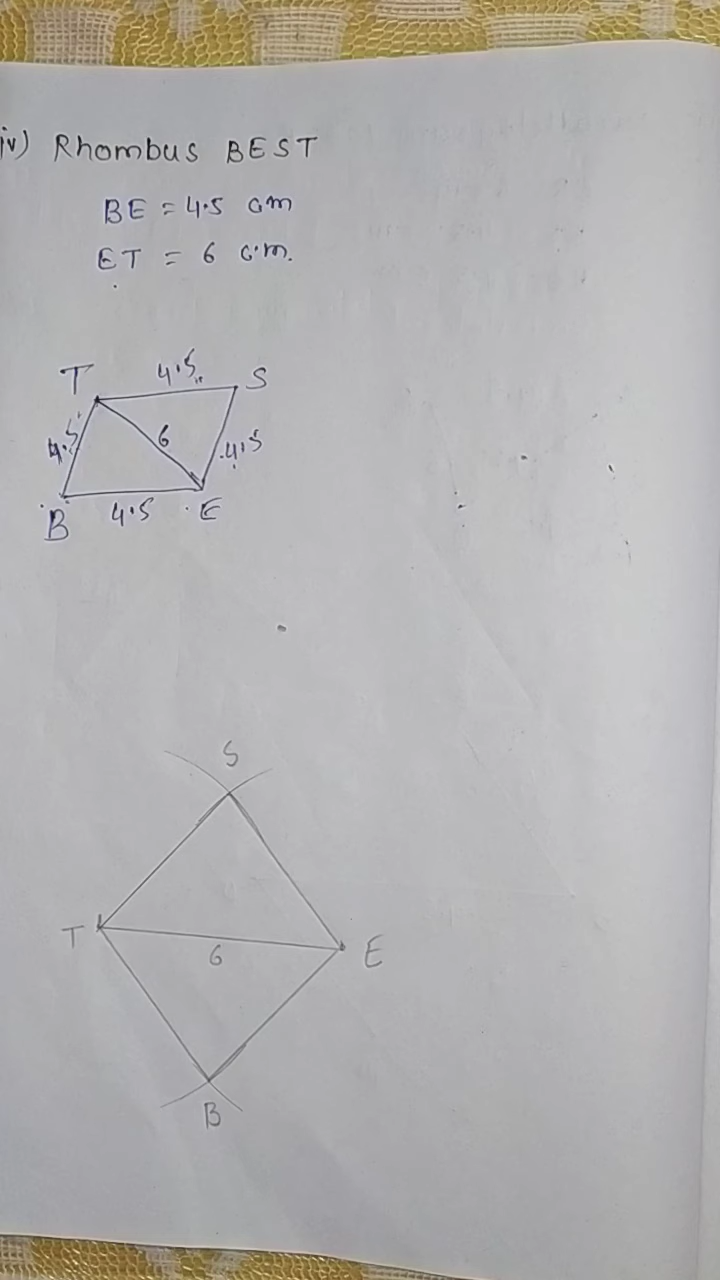 iv) Rhombus BEST
BE = 4.5 cm
ET = 6 cm.
T 4.5 S
4.5 6 4.5
B 4.5 E
S
T 6 E
B